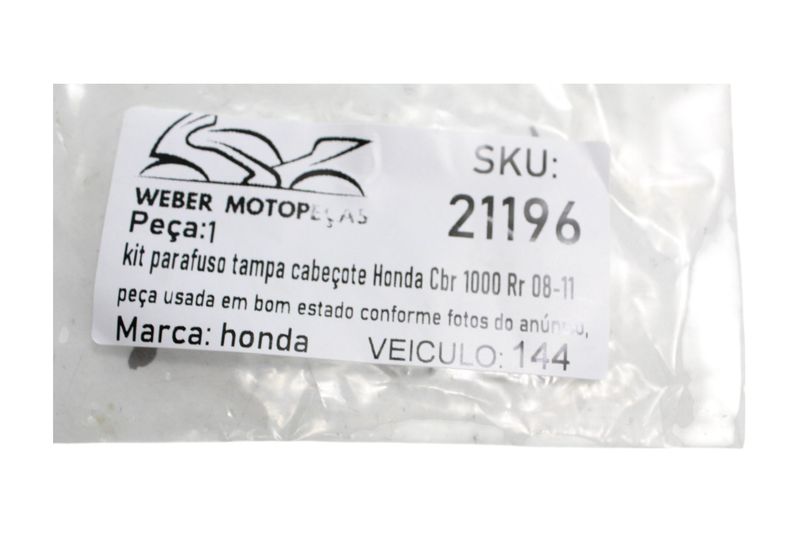 WEBER MOTOPEÇAS
SKU:
21196
Peça:1
kit parafuso tampa cabeçote Honda Cbr 1000 Rr 08-11
peça usada em bom estado conforme fotos do anúncio,
Marca: honda
VEICULO: 144